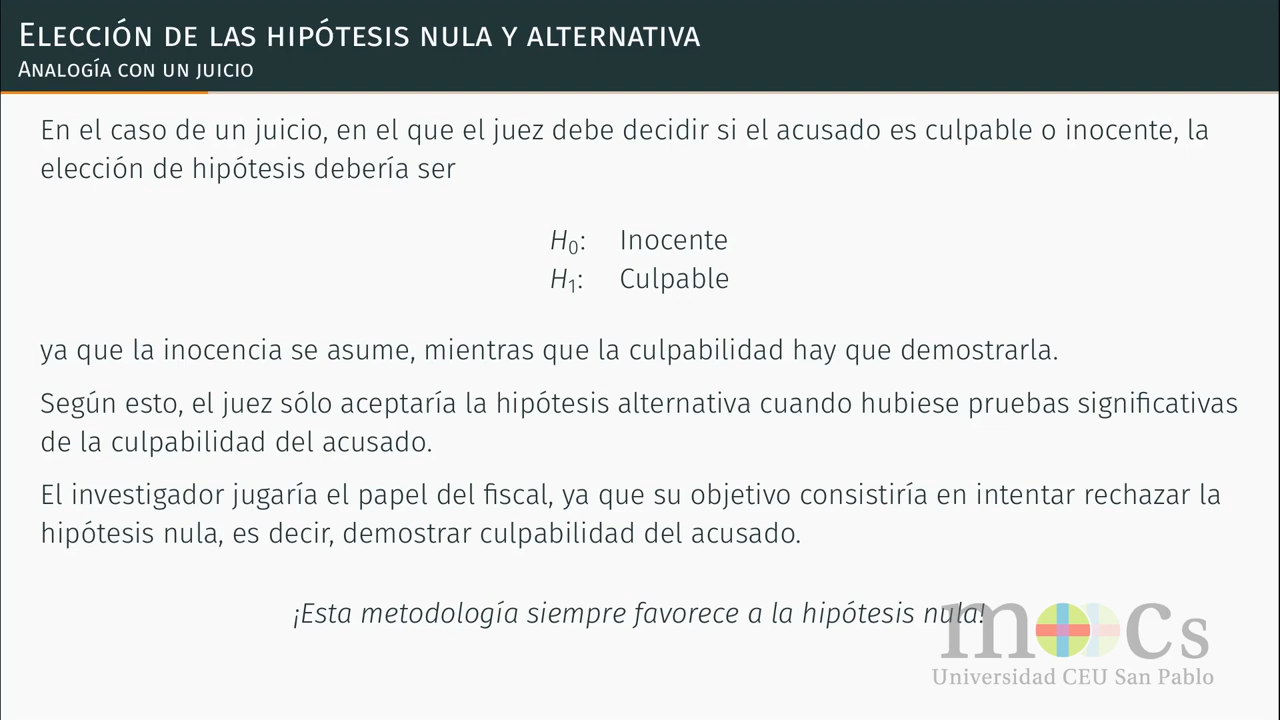 ELECCIÓN DE LAS HIPÓTESIS NULA Y ALTERNATIVA
ANALOGÍA CON UN JUICIO
En el caso de un juicio, en el que el juez debe decidir si el acusado es culpable o inocente, la
elección de hipótesis debería ser
H₀: Inocente
H₁: Culpable
ya que la inocencia se asume, mientras que la culpabilidad hay que demostrarla.
Según esto, el juez sólo aceptaría la hipótesis alternativa cuando hubiese pruebas significativas
de la culpabilidad del acusado.
El investigador jugaría el papel del fiscal, ya que su objetivo consistiría en intentar rechazar la
hipótesis nula, es decir, demostrar culpabilidad del acusado.
¡Esta metodología siempre favorece a la hipótesis nula!
moocs
Universidad CEU San Pablo